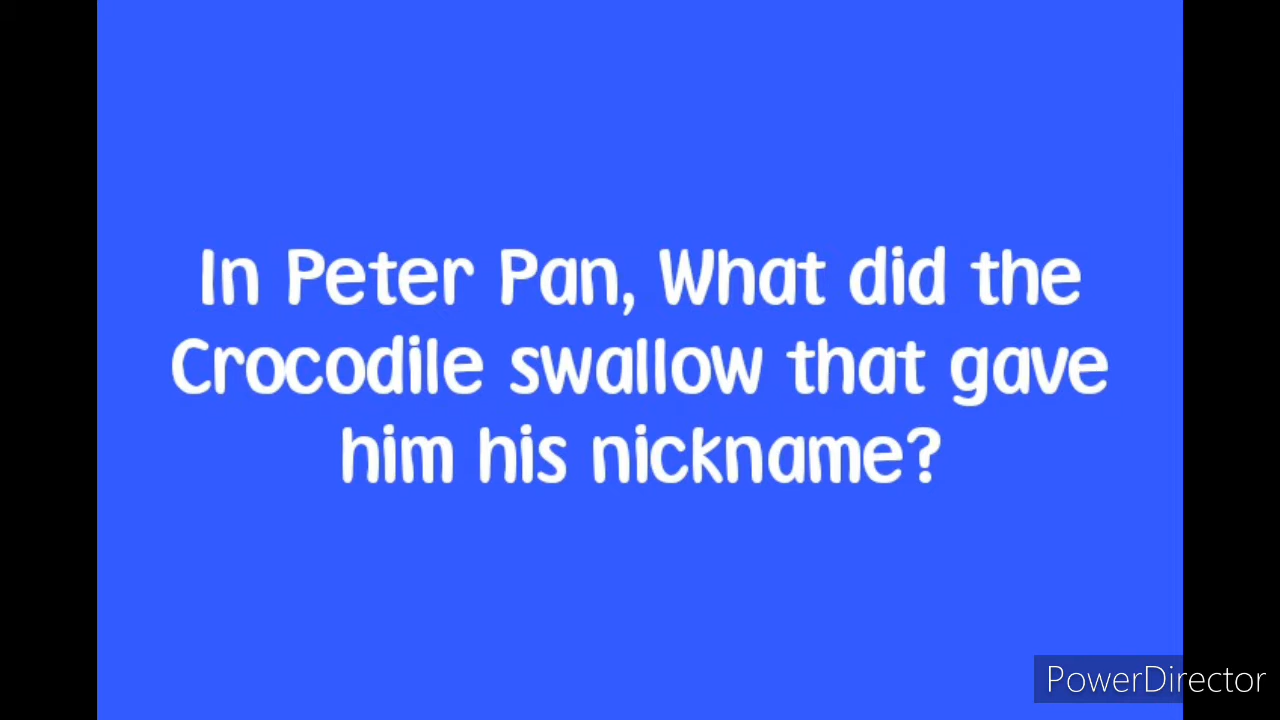 In Peter Pan, What did the
Crocodile swallow that gave
him his nickname?
PowerDirector